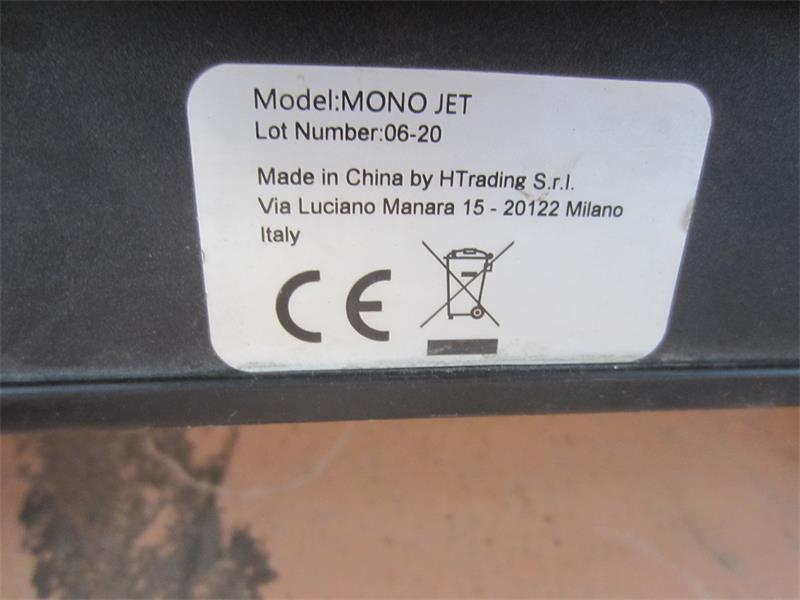 Model:MONO JET
Lot Number:06-20
Made in China by HTrading S.r.l.
Via Luciano Manara 15 - 20122 Milano
Italy
CE